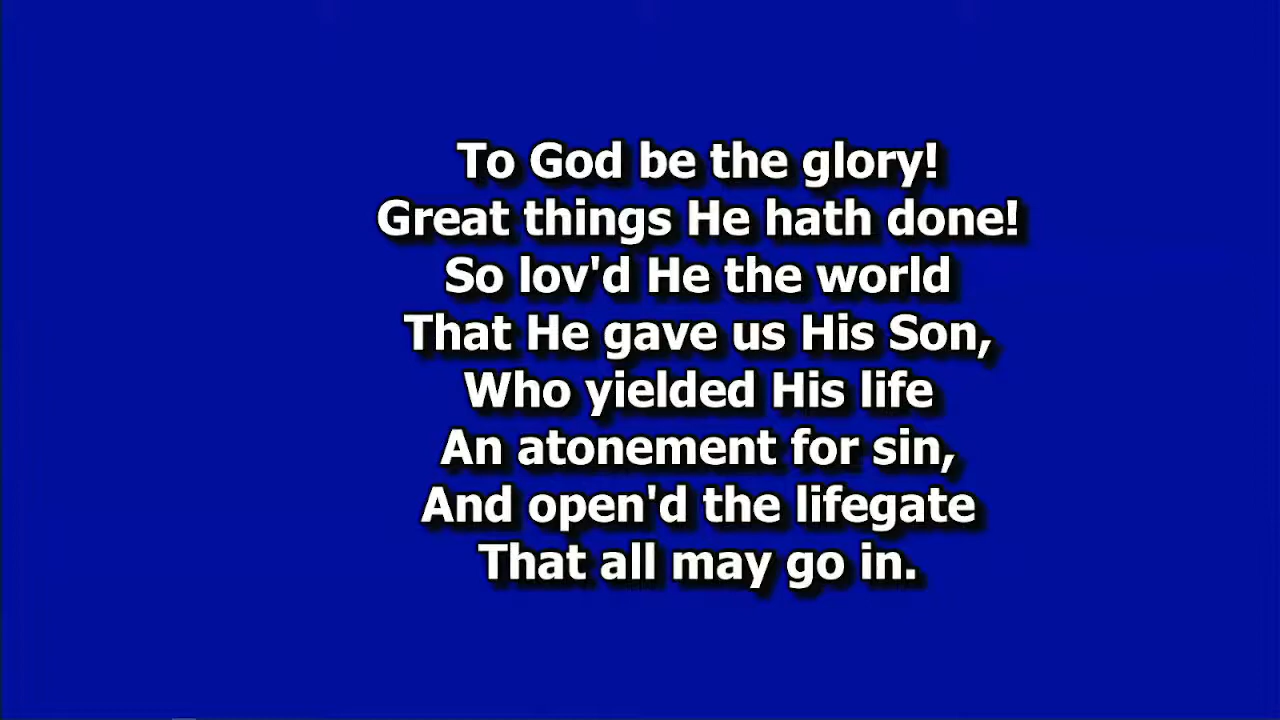 To God be the glory!
Great things He hath done!
So lov'd He the world
That He gave us His Son,
Who yielded His life
An atonement for sin,
And open'd the lifegate
That all may go in.